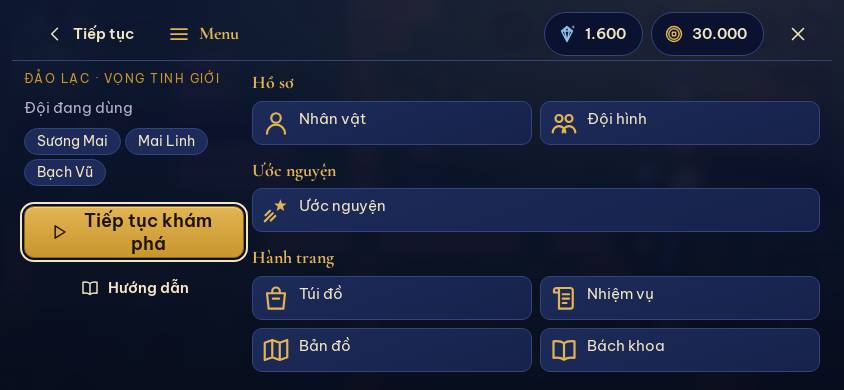 Tiếp tục
Menu
1.600
30.000
ĐẢO LẠC · VỌNG TINH GIỚI
Đội đang dùng
Sương Mai
Mai Linh
Bạch Vũ
Tiếp tục khám
phá
Hướng dẫn
Hồ sơ
Nhân vật
Đội hình
Ước nguyện
Ước nguyện
Hành trang
Túi đồ
Nhiệm vụ
Bản đồ
Bách khoa